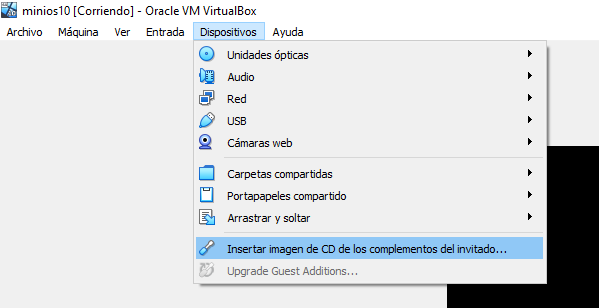 minios10 [Corriendo] - Oracle VM VirtualBox
Archivo Máquina Ver Entrada Dispositivos Ayuda
Unidades ópticas
Audio
Red
USB
Cámaras web
Carpetas compartidas
Portapapeles compartido
Arrastrar y soltar
Insertar imagen de CD de los complementos del invitado...
Upgrade Guest Additions...